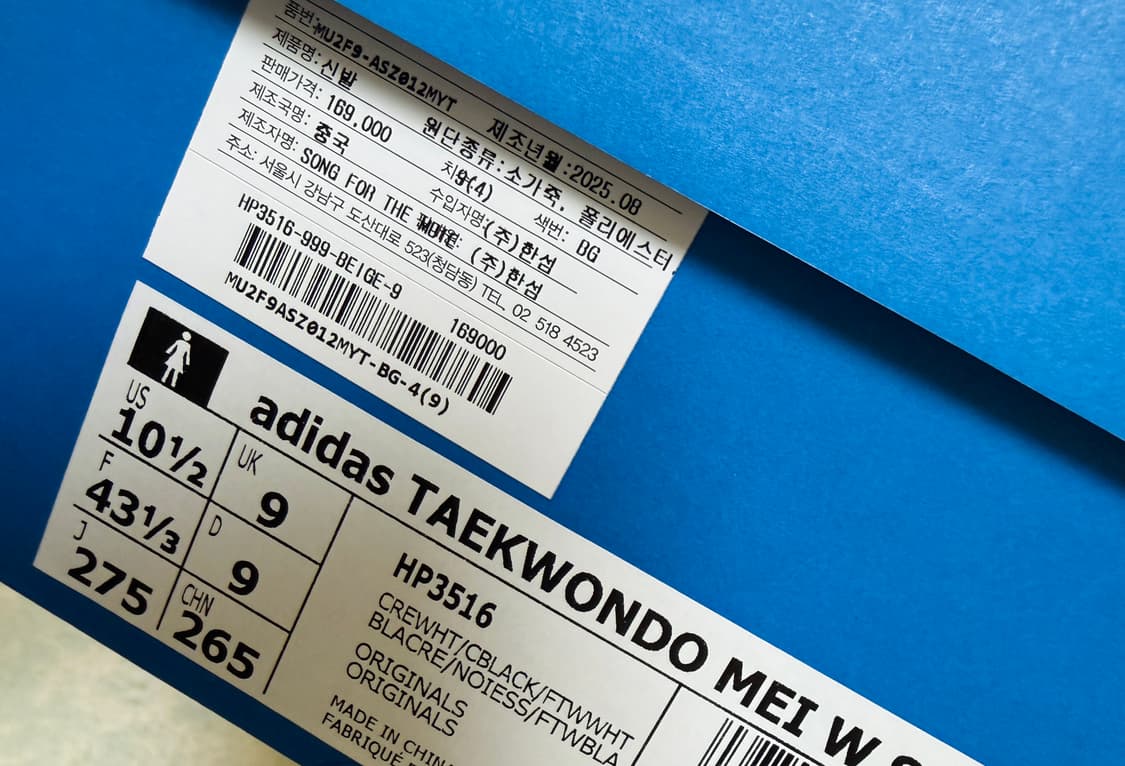 품번: MU2F9-ASZ012MYT 제조년월:2025.08
제품명: 신발 원단종류:소가죽, 폴리에스터
판매가격: 169,000 치수: 9(4) 색번: BG
제조국명: 중국 수입자명:(주)한섬
제조자명: SONG FOR THE MUTE (주)한섬
주소: 서울시 강남구 도산대로 523(청담동) TEL. 02 518 4523
HP3516-999-BEIGE-9 169000
MU2F9ASZ012MYT-BG-4(9)
adidas TAEKWONDO MEI W
US 10½ UK 9
F 43⅓ D 9
J 275 CHN 265
HP3516
CREWHT/CBLACK/FTWWHT
BLACRE/NOIESS/FTWBLA
ORIGINALS
ORIGINALS
MADE IN CHINA
FABRIQUÉ